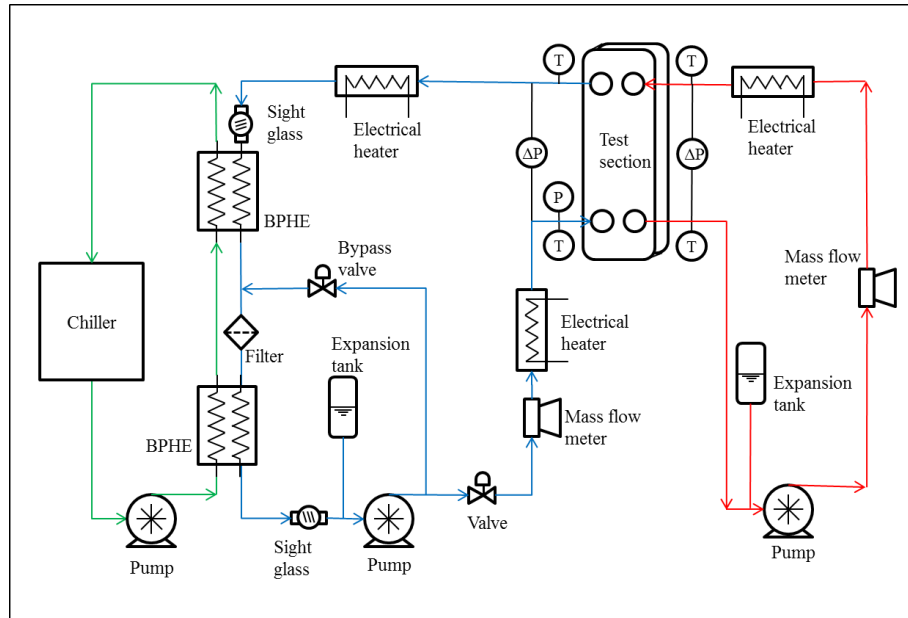 T
T
Sight
glass
Electrical
heater
Electrical
heater
Test
section
ΔP
ΔP
P
BPHE
T
T
Bypass
valve
Mass flow
meter
Chiller
Electrical
heater
Filter
Expansion
tank
Expansion
tank
Mass flow
meter
BPHE
Valve
Sight
glass
Pump
Pump
Pump